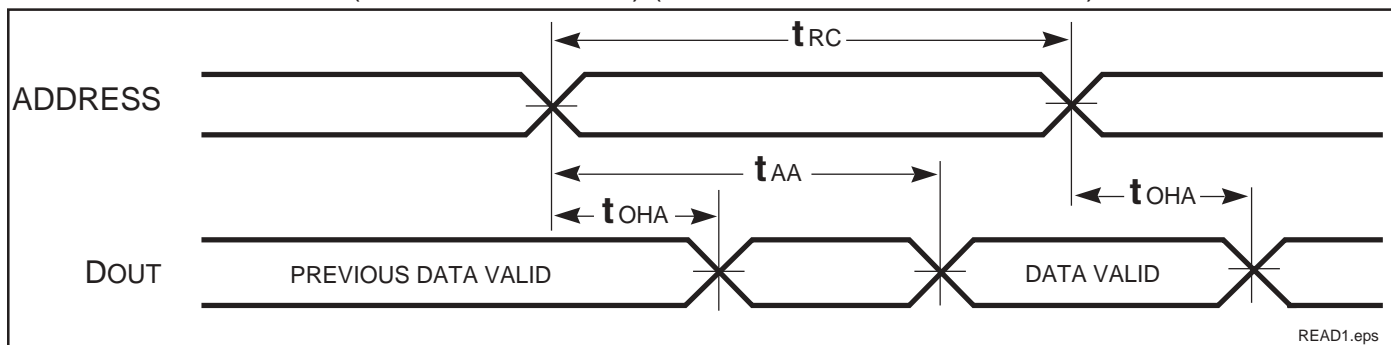 tRC
ADDRESS
tAA
tOHA
tOHA
DOUT
PREVIOUS DATA VALID
DATA VALID
READ1.eps